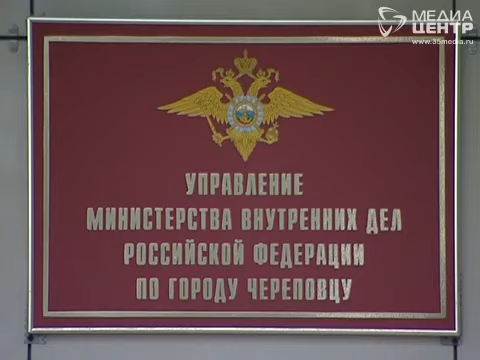 МЕДИА
ЦЕНТР
www.35media.ru
УПРАВЛЕНИЕ
МИНИСТЕРСТВА ВНУТРЕННИХ ДЕЛ
РОССИЙСКОЙ ФЕДЕРАЦИИ
ПО ГОРОДУ ЧЕРЕПОВЦУ